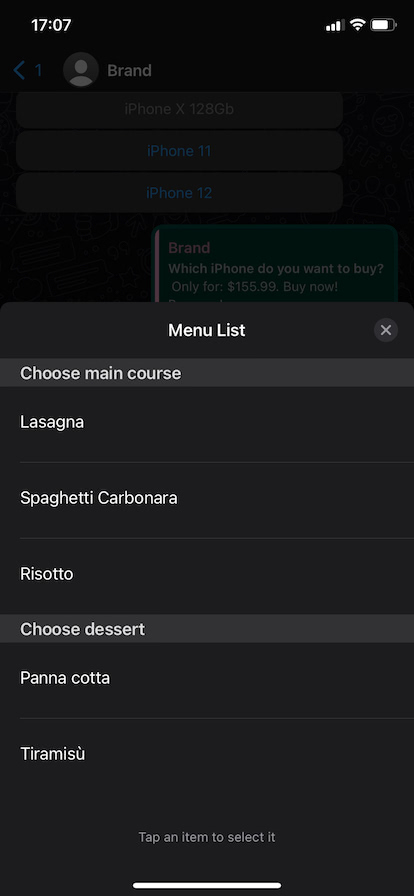 17:07
1
Brand
iPhone X 128Gb
iPhone 11
iPhone 12
Brand
Which iPhone do you want to buy?
Only for: $155.99. Buy now!
Menu List
Choose main course
Lasagna
Spaghetti Carbonara
Risotto
Choose dessert
Panna cotta
Tiramisù
Tap an item to select it